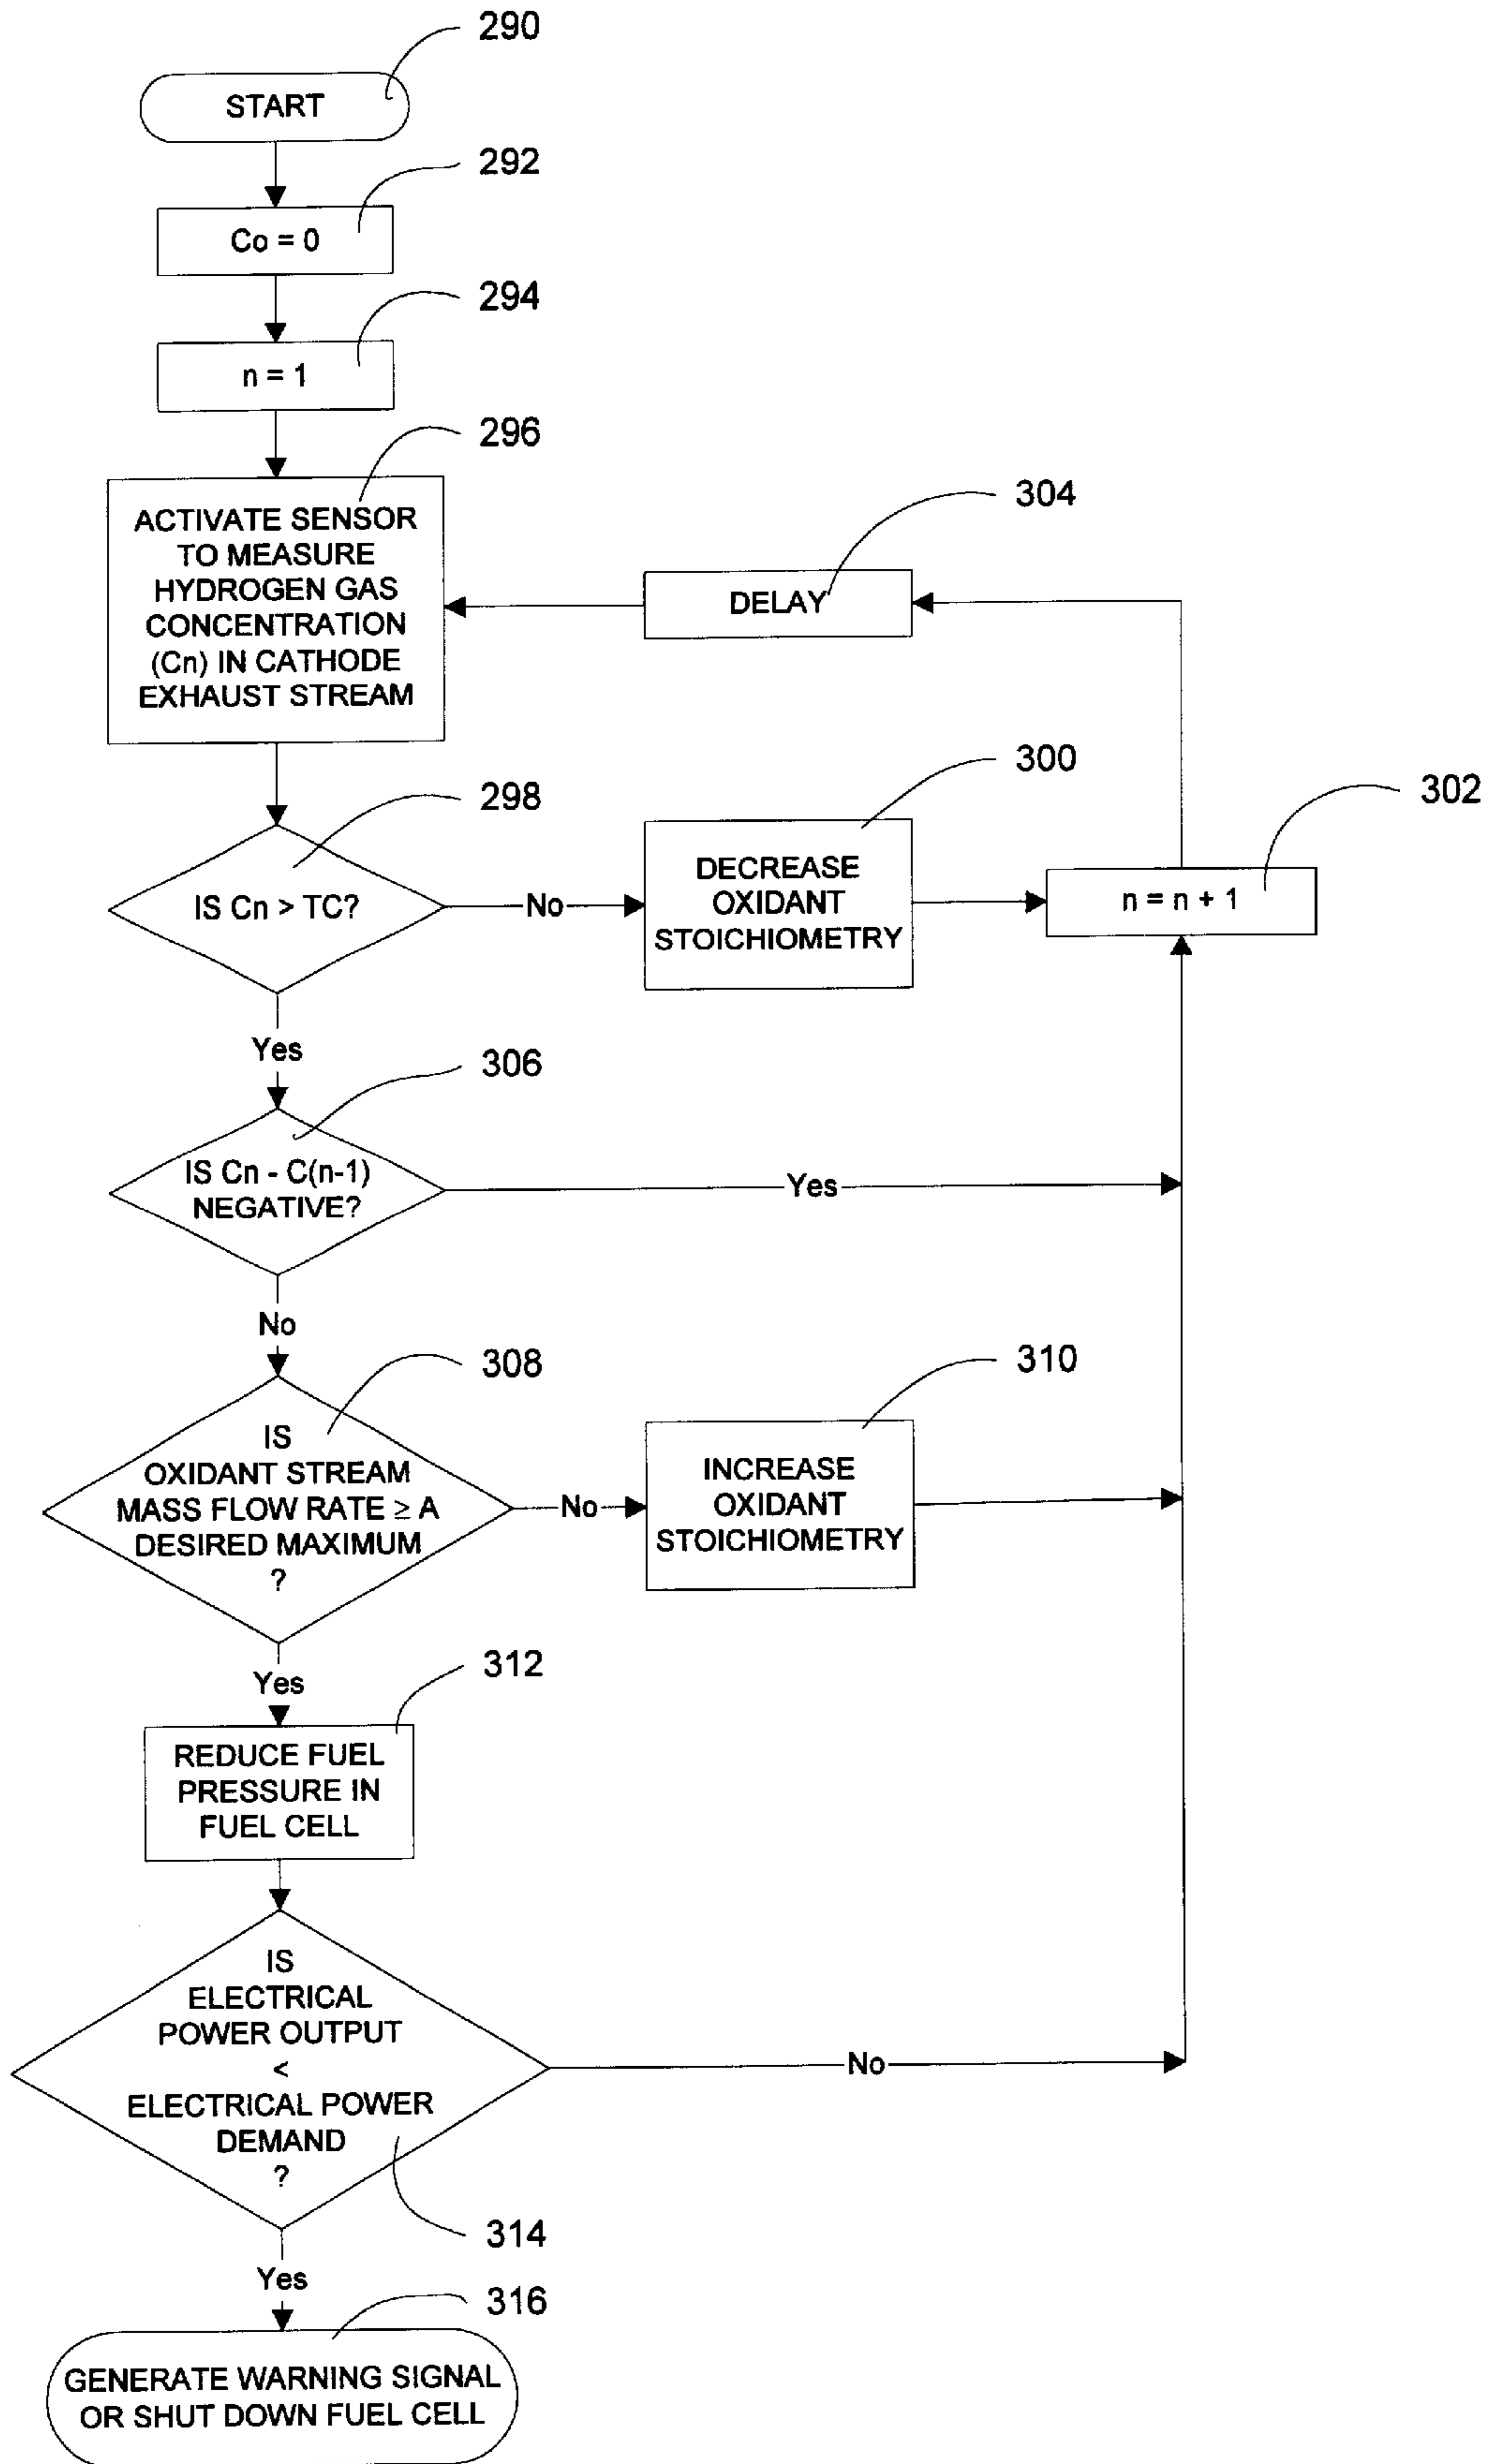 290
START
292
Co = 0
294
n = 1
296
ACTIVATE SENSOR
TO MEASURE
HYDROGEN GAS
CONCENTRATION
(Cn) IN CATHODE
EXHAUST STREAM
304
DELAY
298
IS Cn > TC?
No
300
DECREASE
OXIDANT
STOICHIOMETRY
302
n = n + 1
Yes
306
IS Cn - C(n-1)
NEGATIVE?
Yes
No
308
IS
OXIDANT STREAM
MASS FLOW RATE ≥ A
DESIRED MAXIMUM
?
No
310
INCREASE
OXIDANT
STOICHIOMETRY
Yes
312
REDUCE FUEL
PRESSURE IN
FUEL CELL
IS
ELECTRICAL
POWER OUTPUT
<
ELECTRICAL POWER
DEMAND
?
No
314
Yes
316
GENERATE WARNING SIGNAL
OR SHUT DOWN FUEL CELL